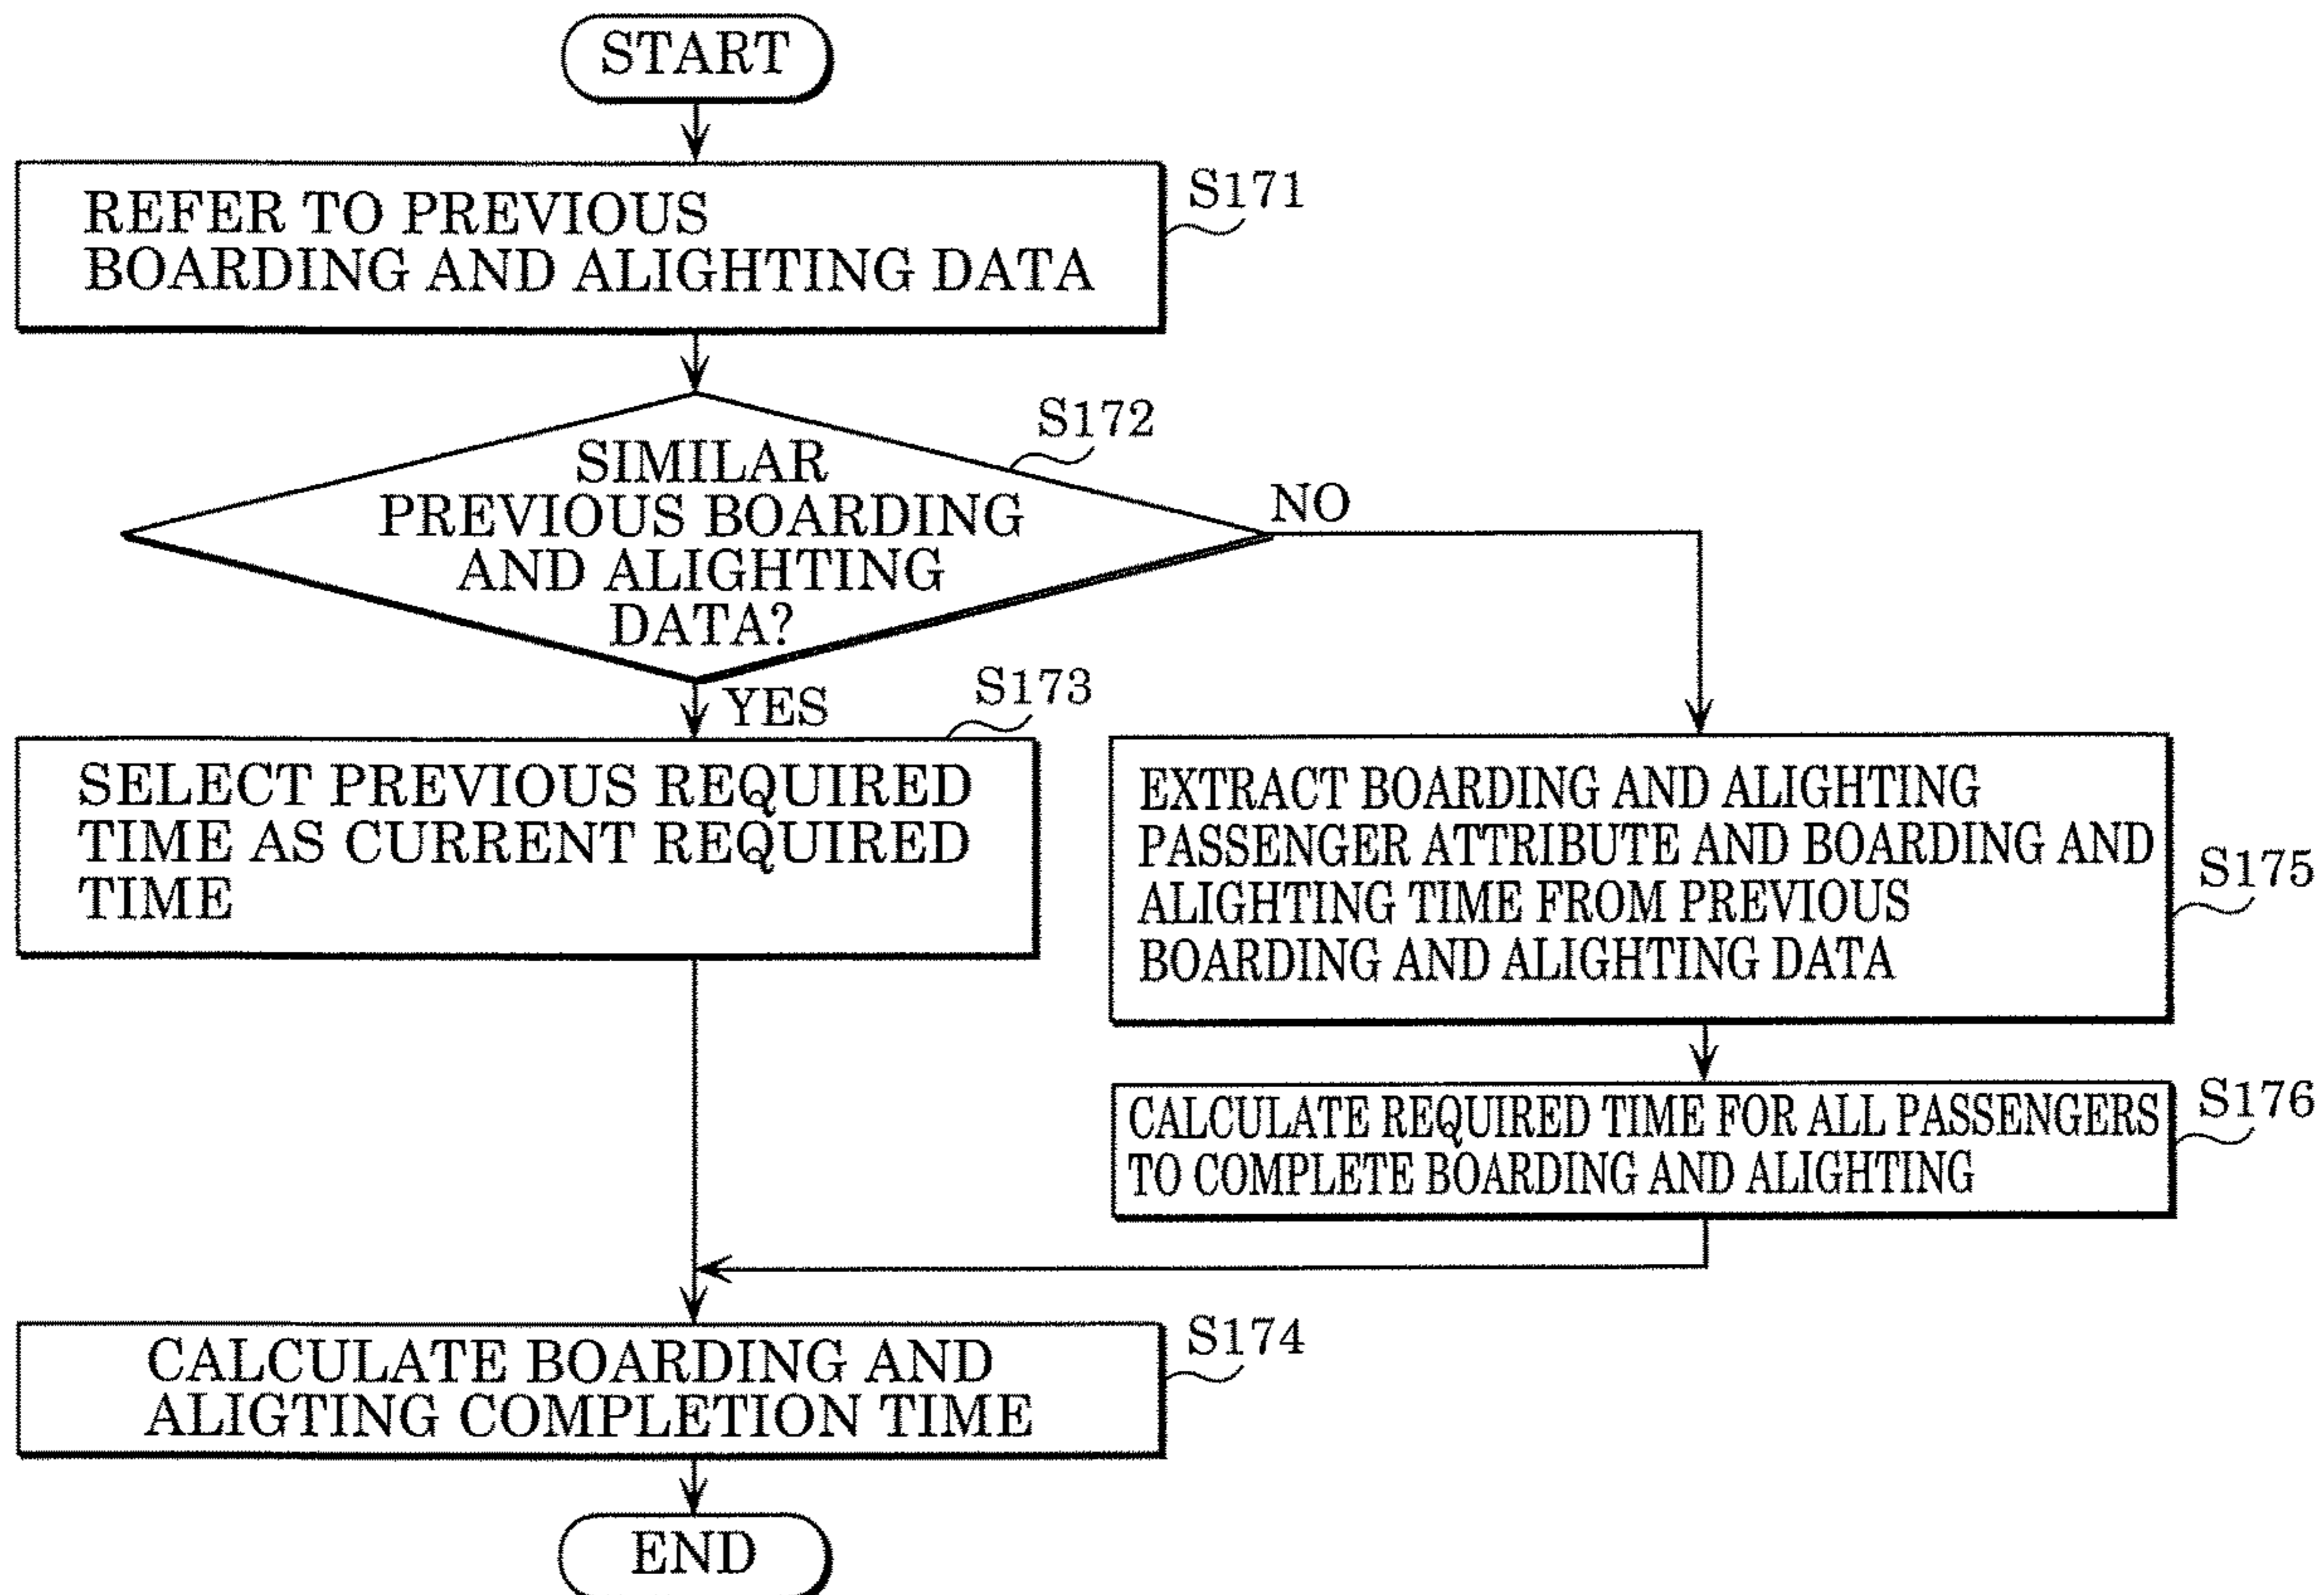 START
REFER TO PREVIOUS
BOARDING AND ALIGHTING DATA
S171
SIMILAR
PREVIOUS BOARDING
AND ALIGHTING
DATA?
S172
NO
YES
S173
SELECT PREVIOUS REQUIRED
TIME AS CURRENT REQUIRED
TIME
EXTRACT BOARDING AND ALIGHTING
PASSENGER ATTRIBUTE AND BOARDING AND
ALIGHTING TIME FROM PREVIOUS
BOARDING AND ALIGHTING DATA
S175
CALCULATE REQUIRED TIME FOR ALL PASSENGERS
TO COMPLETE BOARDING AND ALIGHTING
S176
CALCULATE BOARDING AND
ALIGTING COMPLETION TIME
S174
END